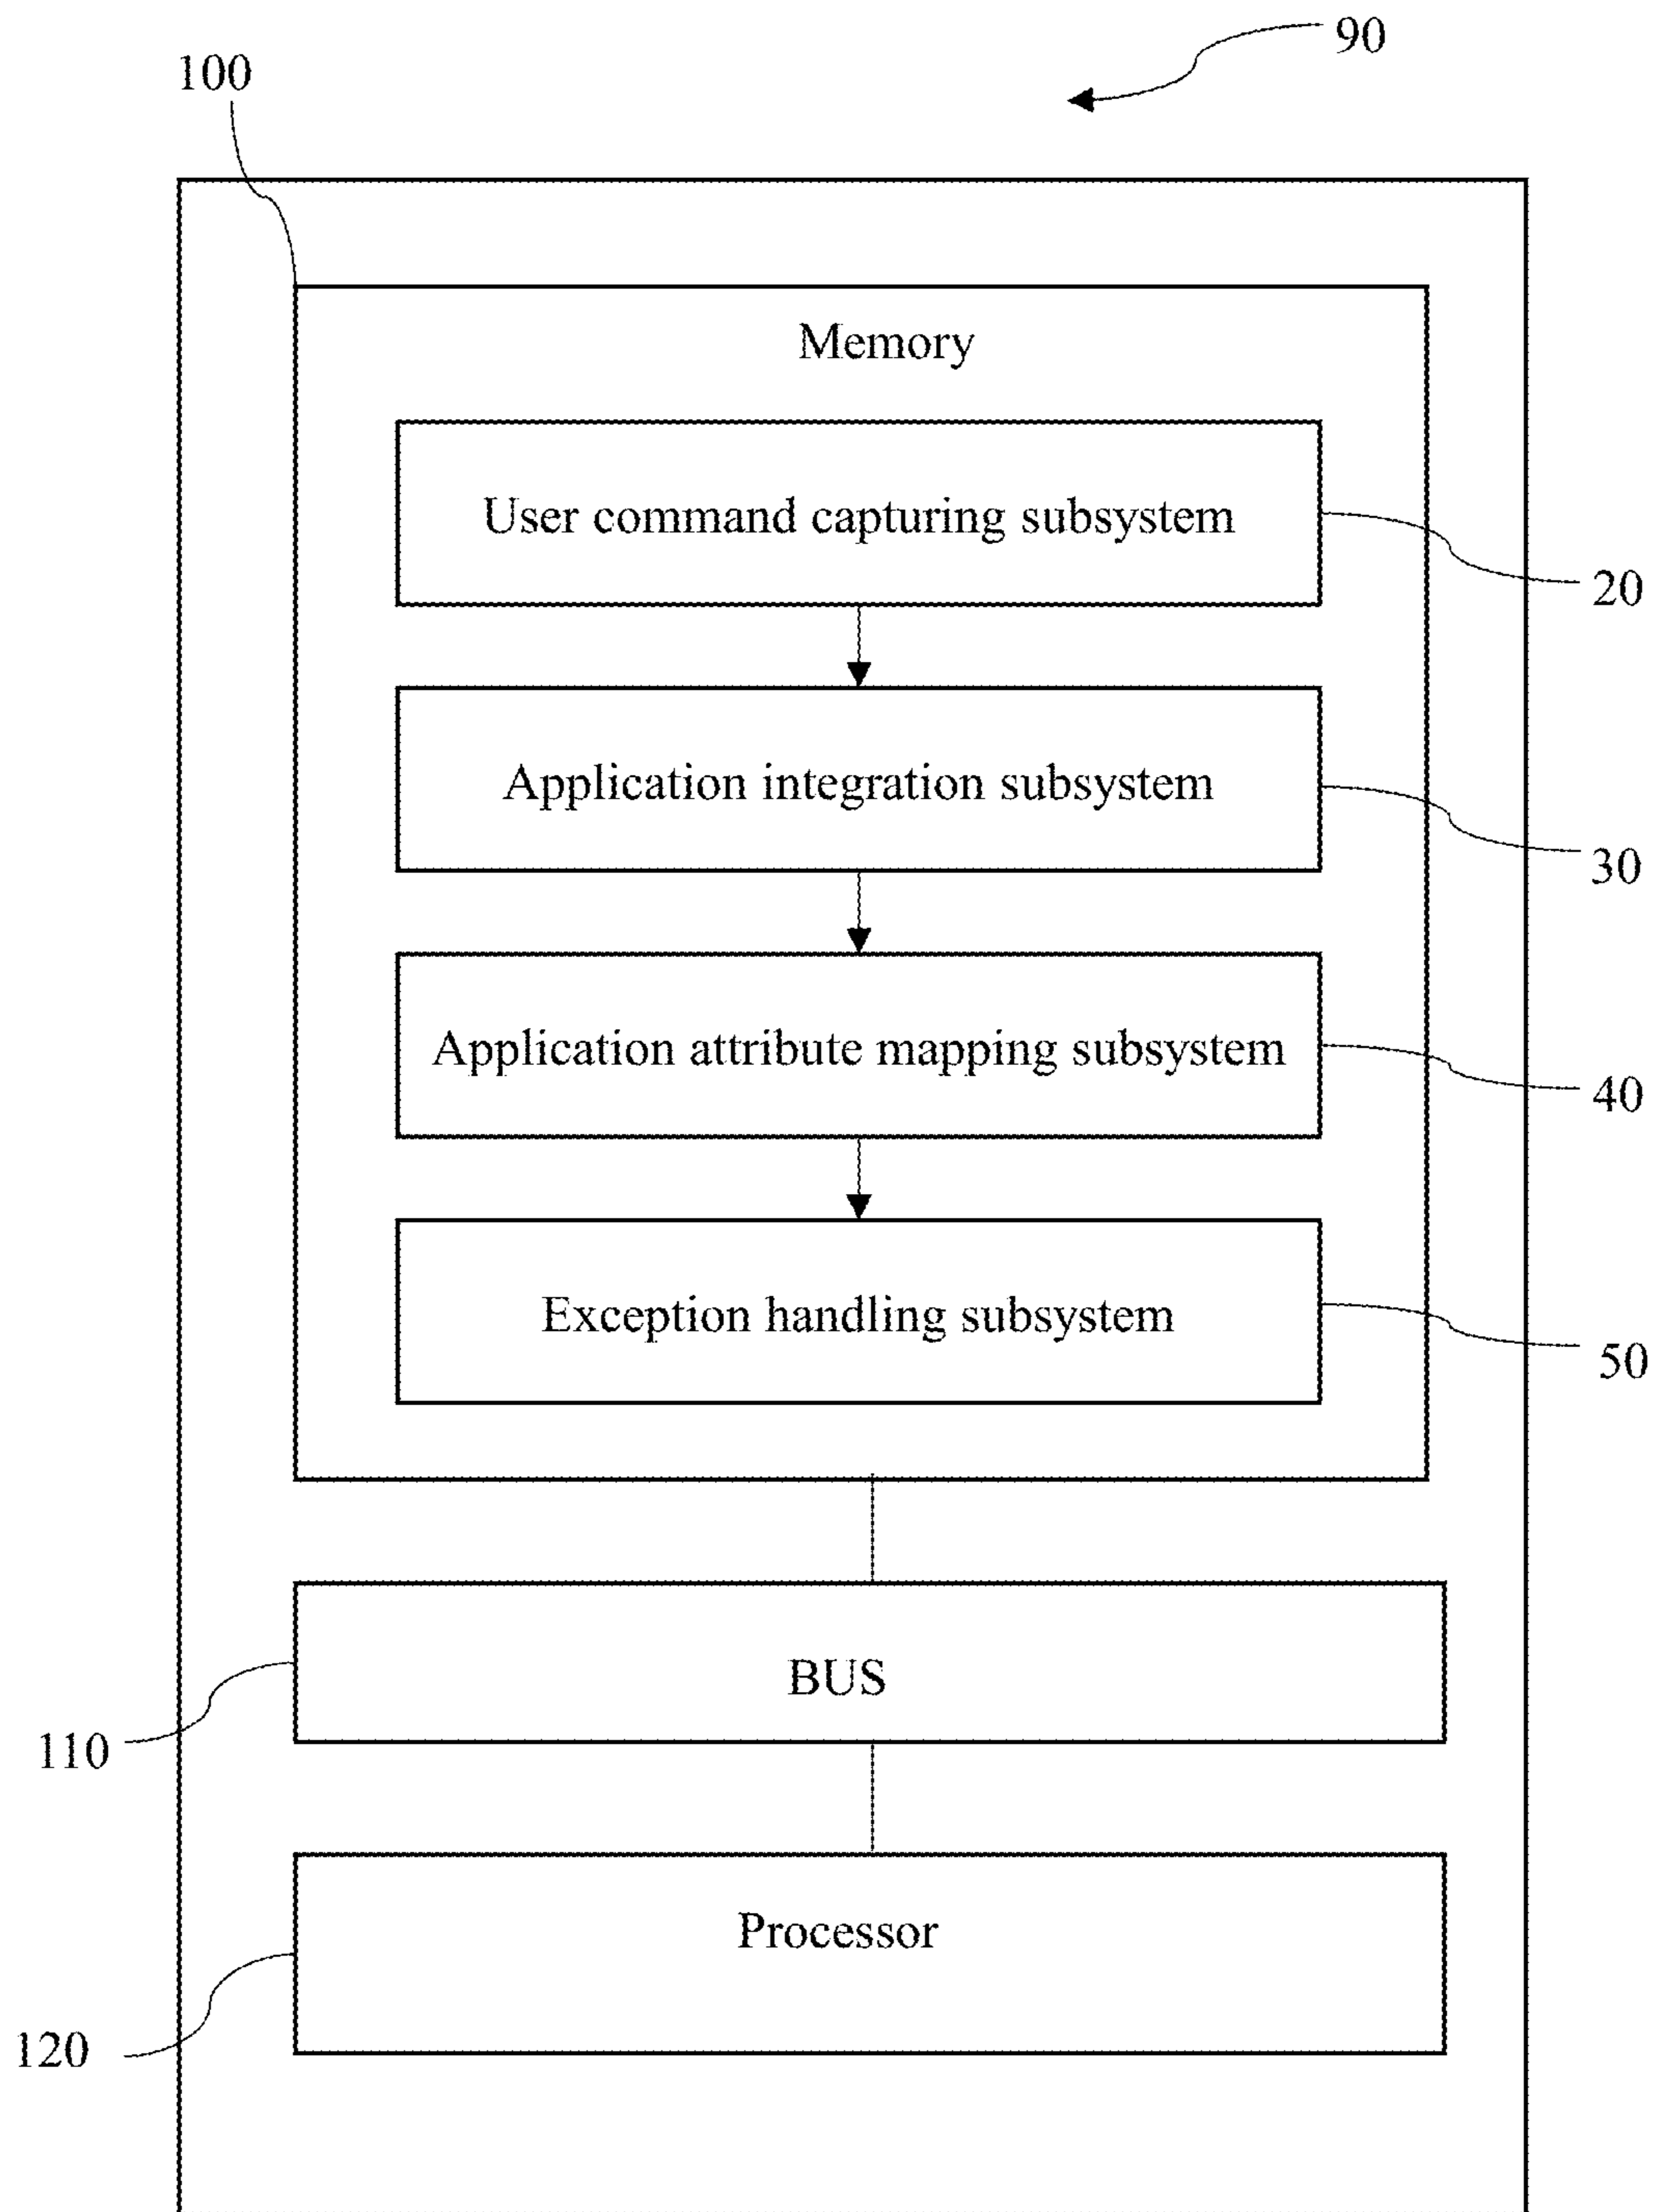 90
100
Memory
User command capturing subsystem
20
Application integration subsystem
30
Application attribute mapping subsystem
40
Exception handling subsystem
50
BUS
110
Processor
120